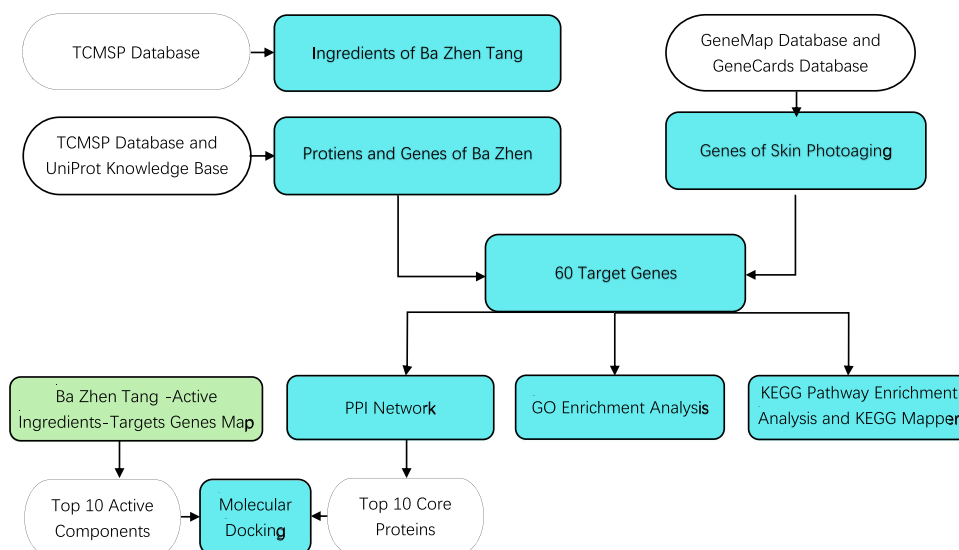 TCMSP Database
Ingredients of Ba Zhen Tang
GeneMap Database and
GeneCards Database
TCMSP Database and
UniProt Knowledge Base
Protiens and Genes of Ba Zhen
Genes of Skin Photoaging
60 Target Genes
Ba Zhen Tang -Active
Ingredients-Targets Genes Map
PPI Network
GO Enrichment Analysis
KEGG Pathway Enrichment
Analysis and KEGG Mapper
Top 10 Active
Components
Molecular
Docking
Top 10 Core
Proteins